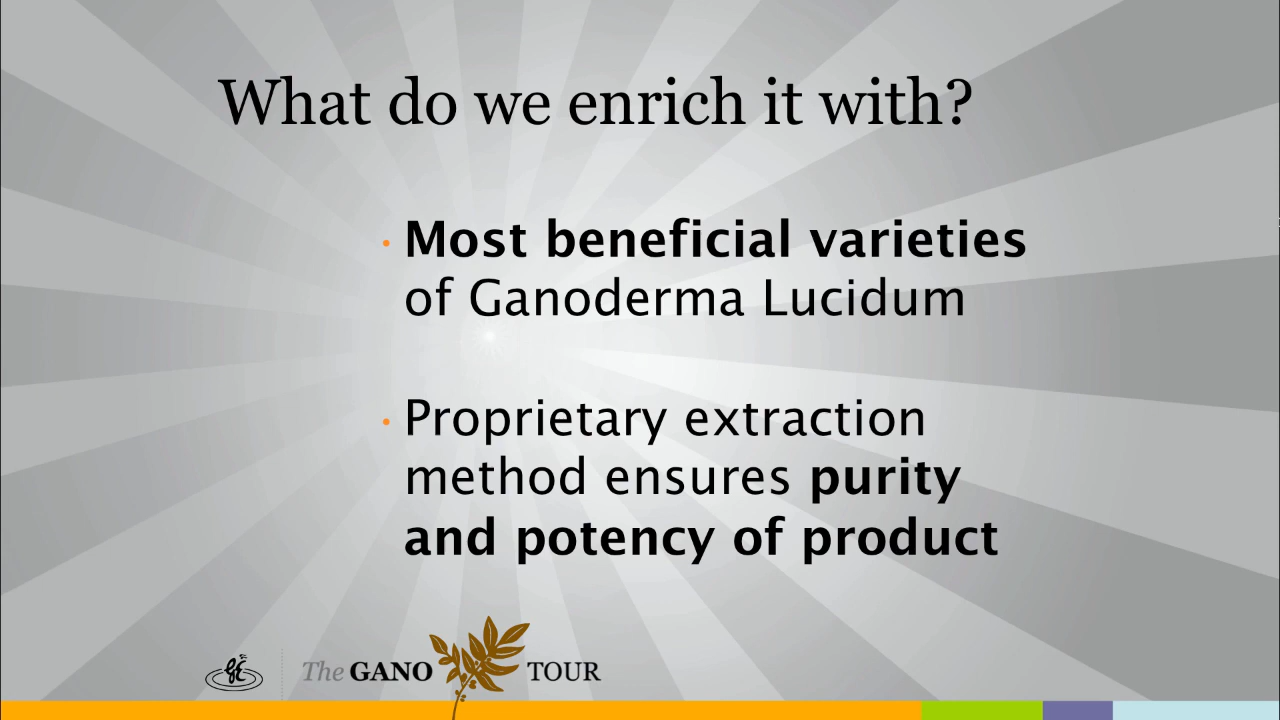 What do we enrich it with?
• Most beneficial varieties
of Ganoderma Lucidum
• Proprietary extraction
method ensures purity
and potency of product
The GANO TOUR